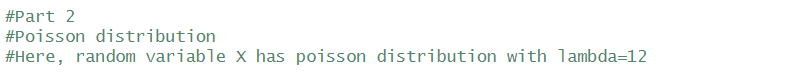 #Part 2
#Poisson distribution
#Here, random variable X has poisson distribution with lambda=12